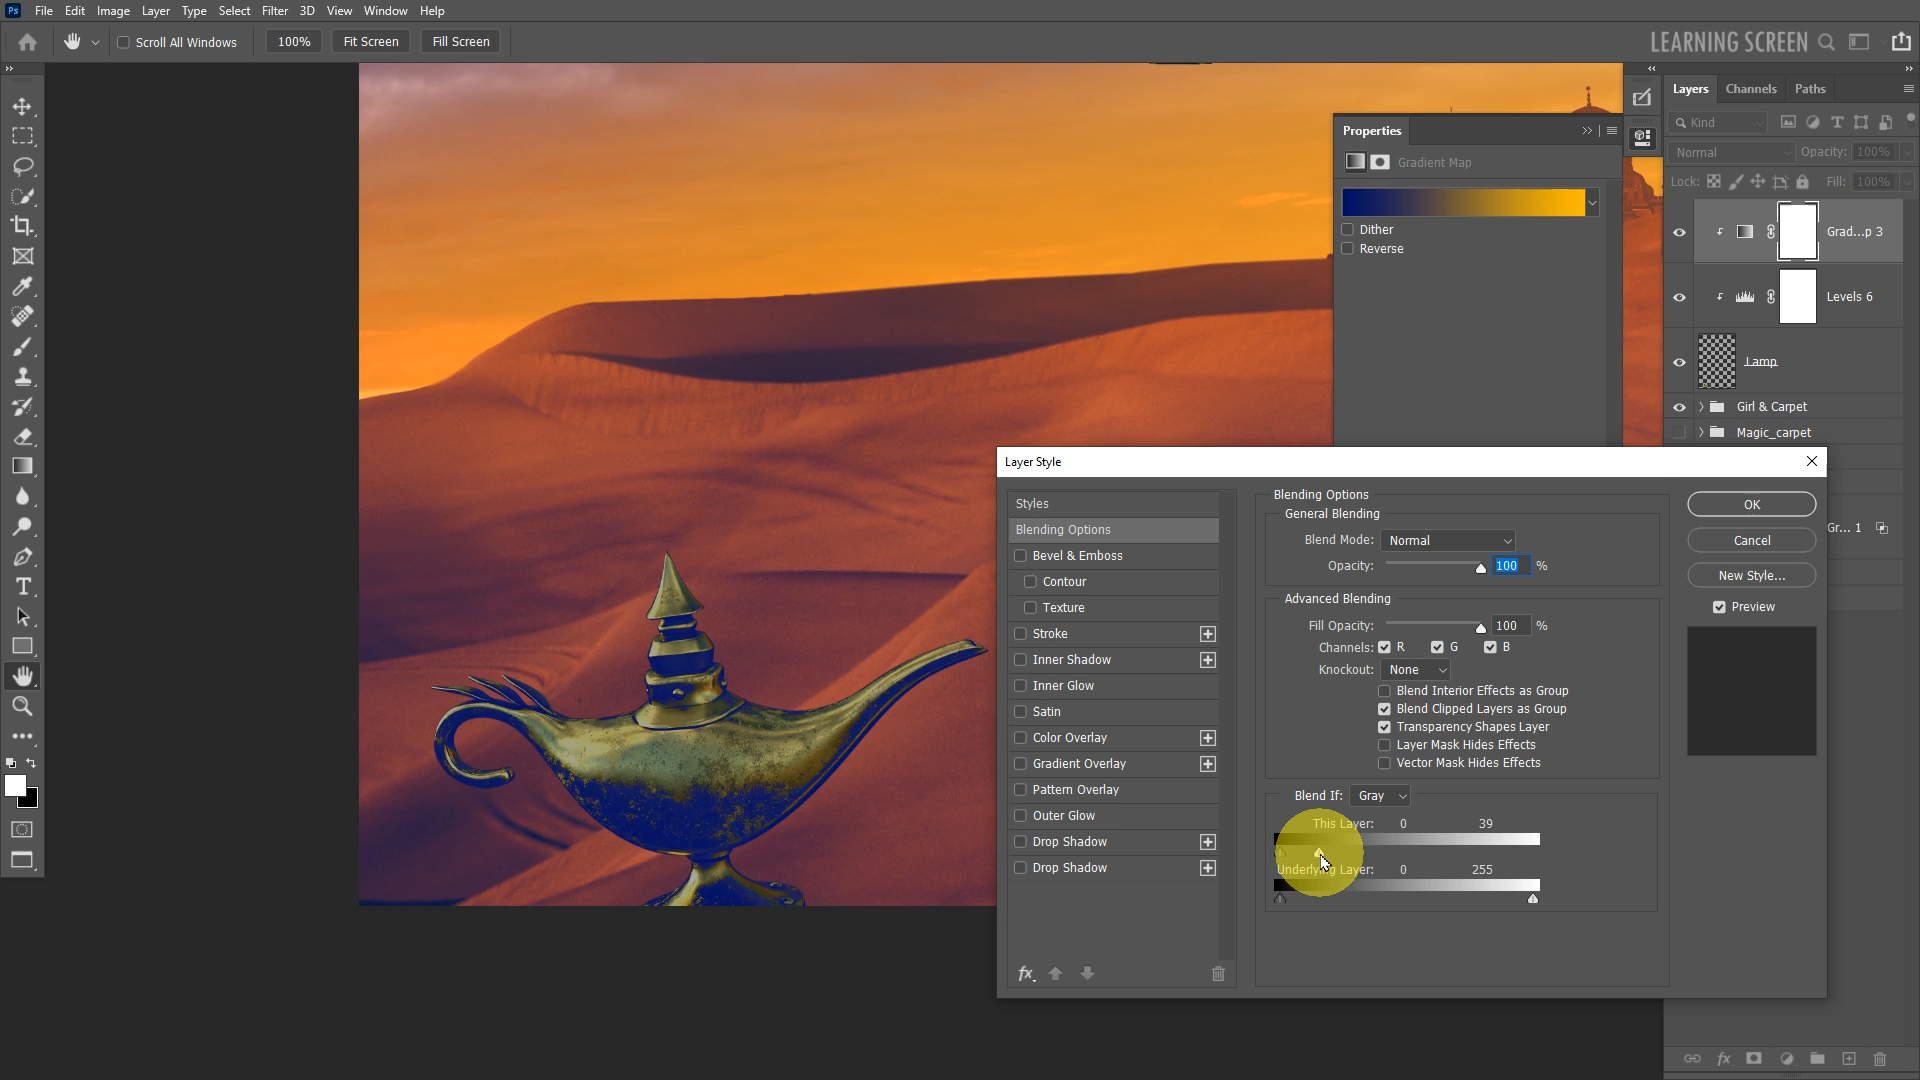 Ps File Edit Image Layer Type Select Filter 3D View Window Help
Scroll All Windows 100% Fit Screen Fill Screen LEARNING SCREEN
Layers Channels Paths
Properties
Kind
Gradient Map
Normal Opacity: 100%
Lock: Fill: 100%
Dither
Reverse
Grad...p 3
Levels 6
Lamp
Girl & Carpet
Magic_carpet
Gr... 1
Layer Style
Styles
Blending Options
Bevel & Emboss
Contour
Texture
Stroke
Inner Shadow
Inner Glow
Satin
Color Overlay
Gradient Overlay
Pattern Overlay
Outer Glow
Drop Shadow
Drop Shadow
fx
Blending Options
General Blending
Blend Mode: Normal
Opacity: 100 %
Advanced Blending
Fill Opacity: 100 %
Channels: R G B
Knockout: None
Blend Interior Effects as Group
Blend Clipped Layers as Group
Transparency Shapes Layer
Layer Mask Hides Effects
Vector Mask Hides Effects
Blend If: Gray
This Layer: 0 39
Underlying Layer: 0 255
OK
Cancel
New Style...
Preview
fx